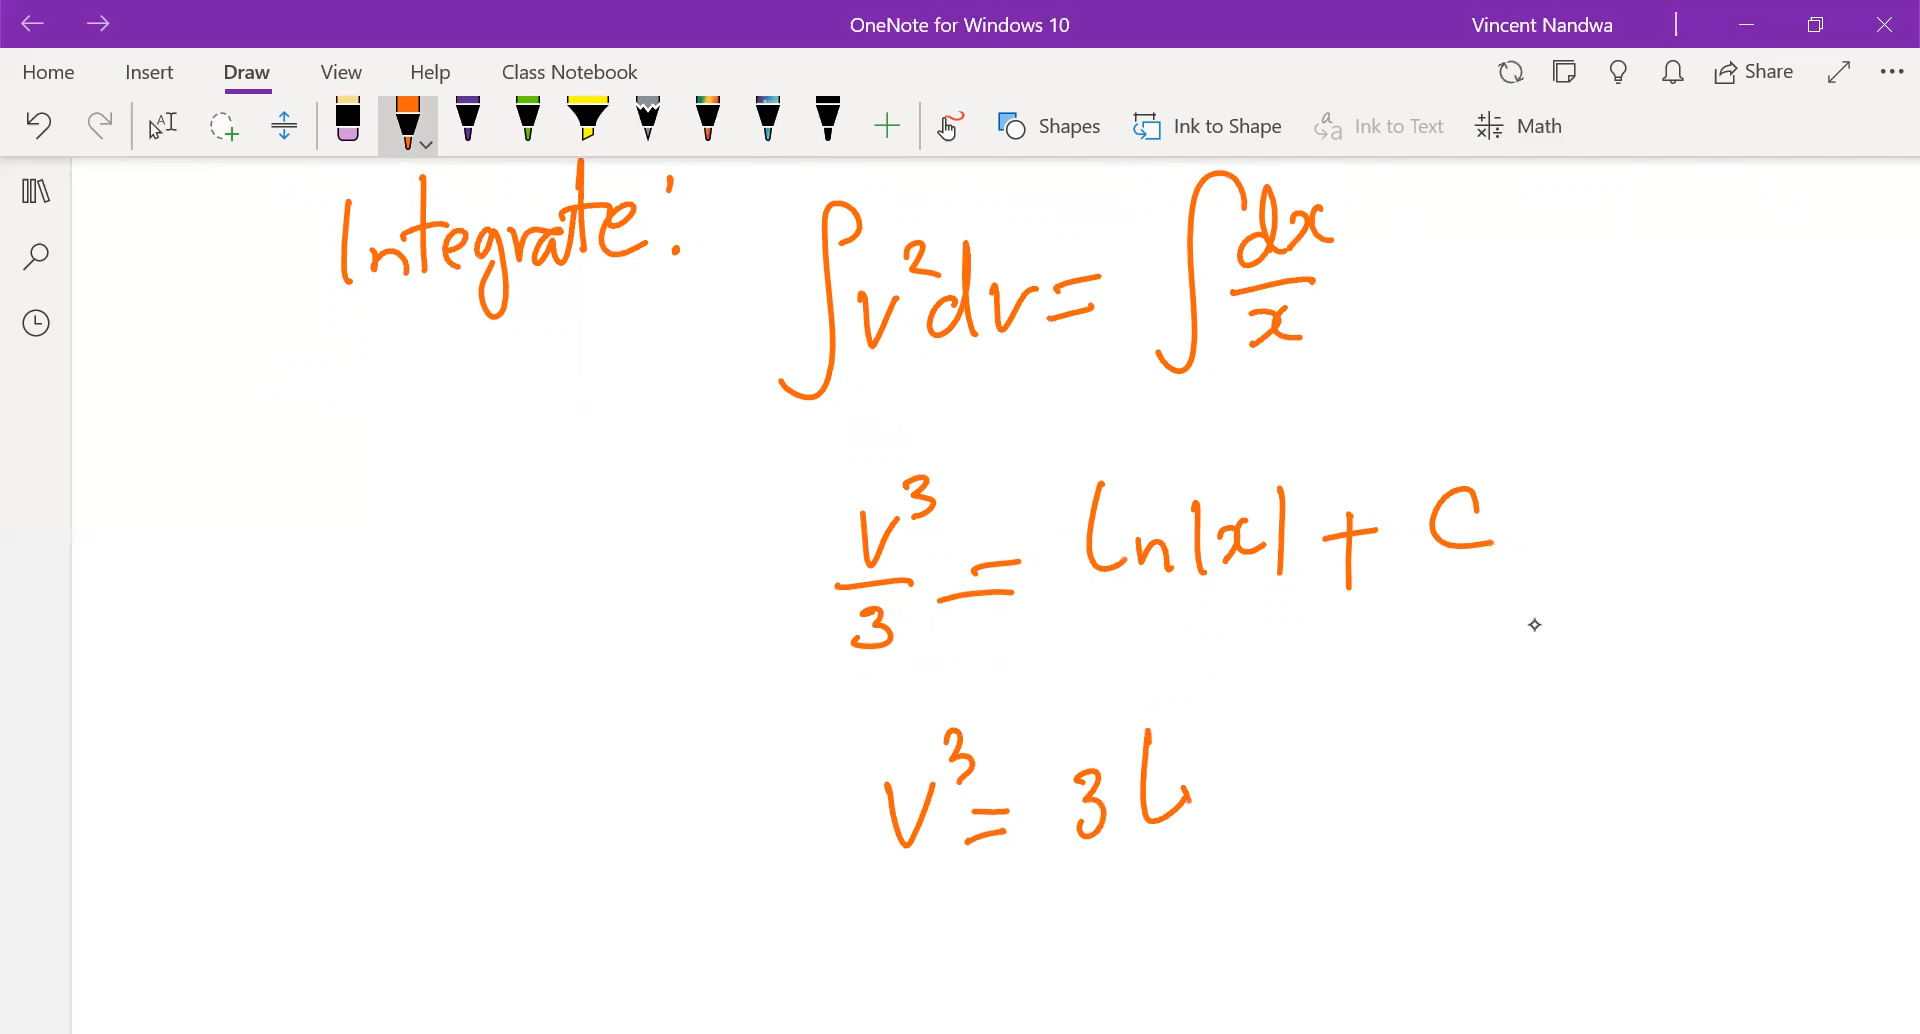 OneNote for Windows 10
Vincent Nandwa
Home Insert Draw View Help Class Notebook Share
Shapes Ink to Shape Ink to Text Math
Integrate: ∫v²dv = ∫dx/x
v³/3 = ln|x| + C
v³ = 3 l